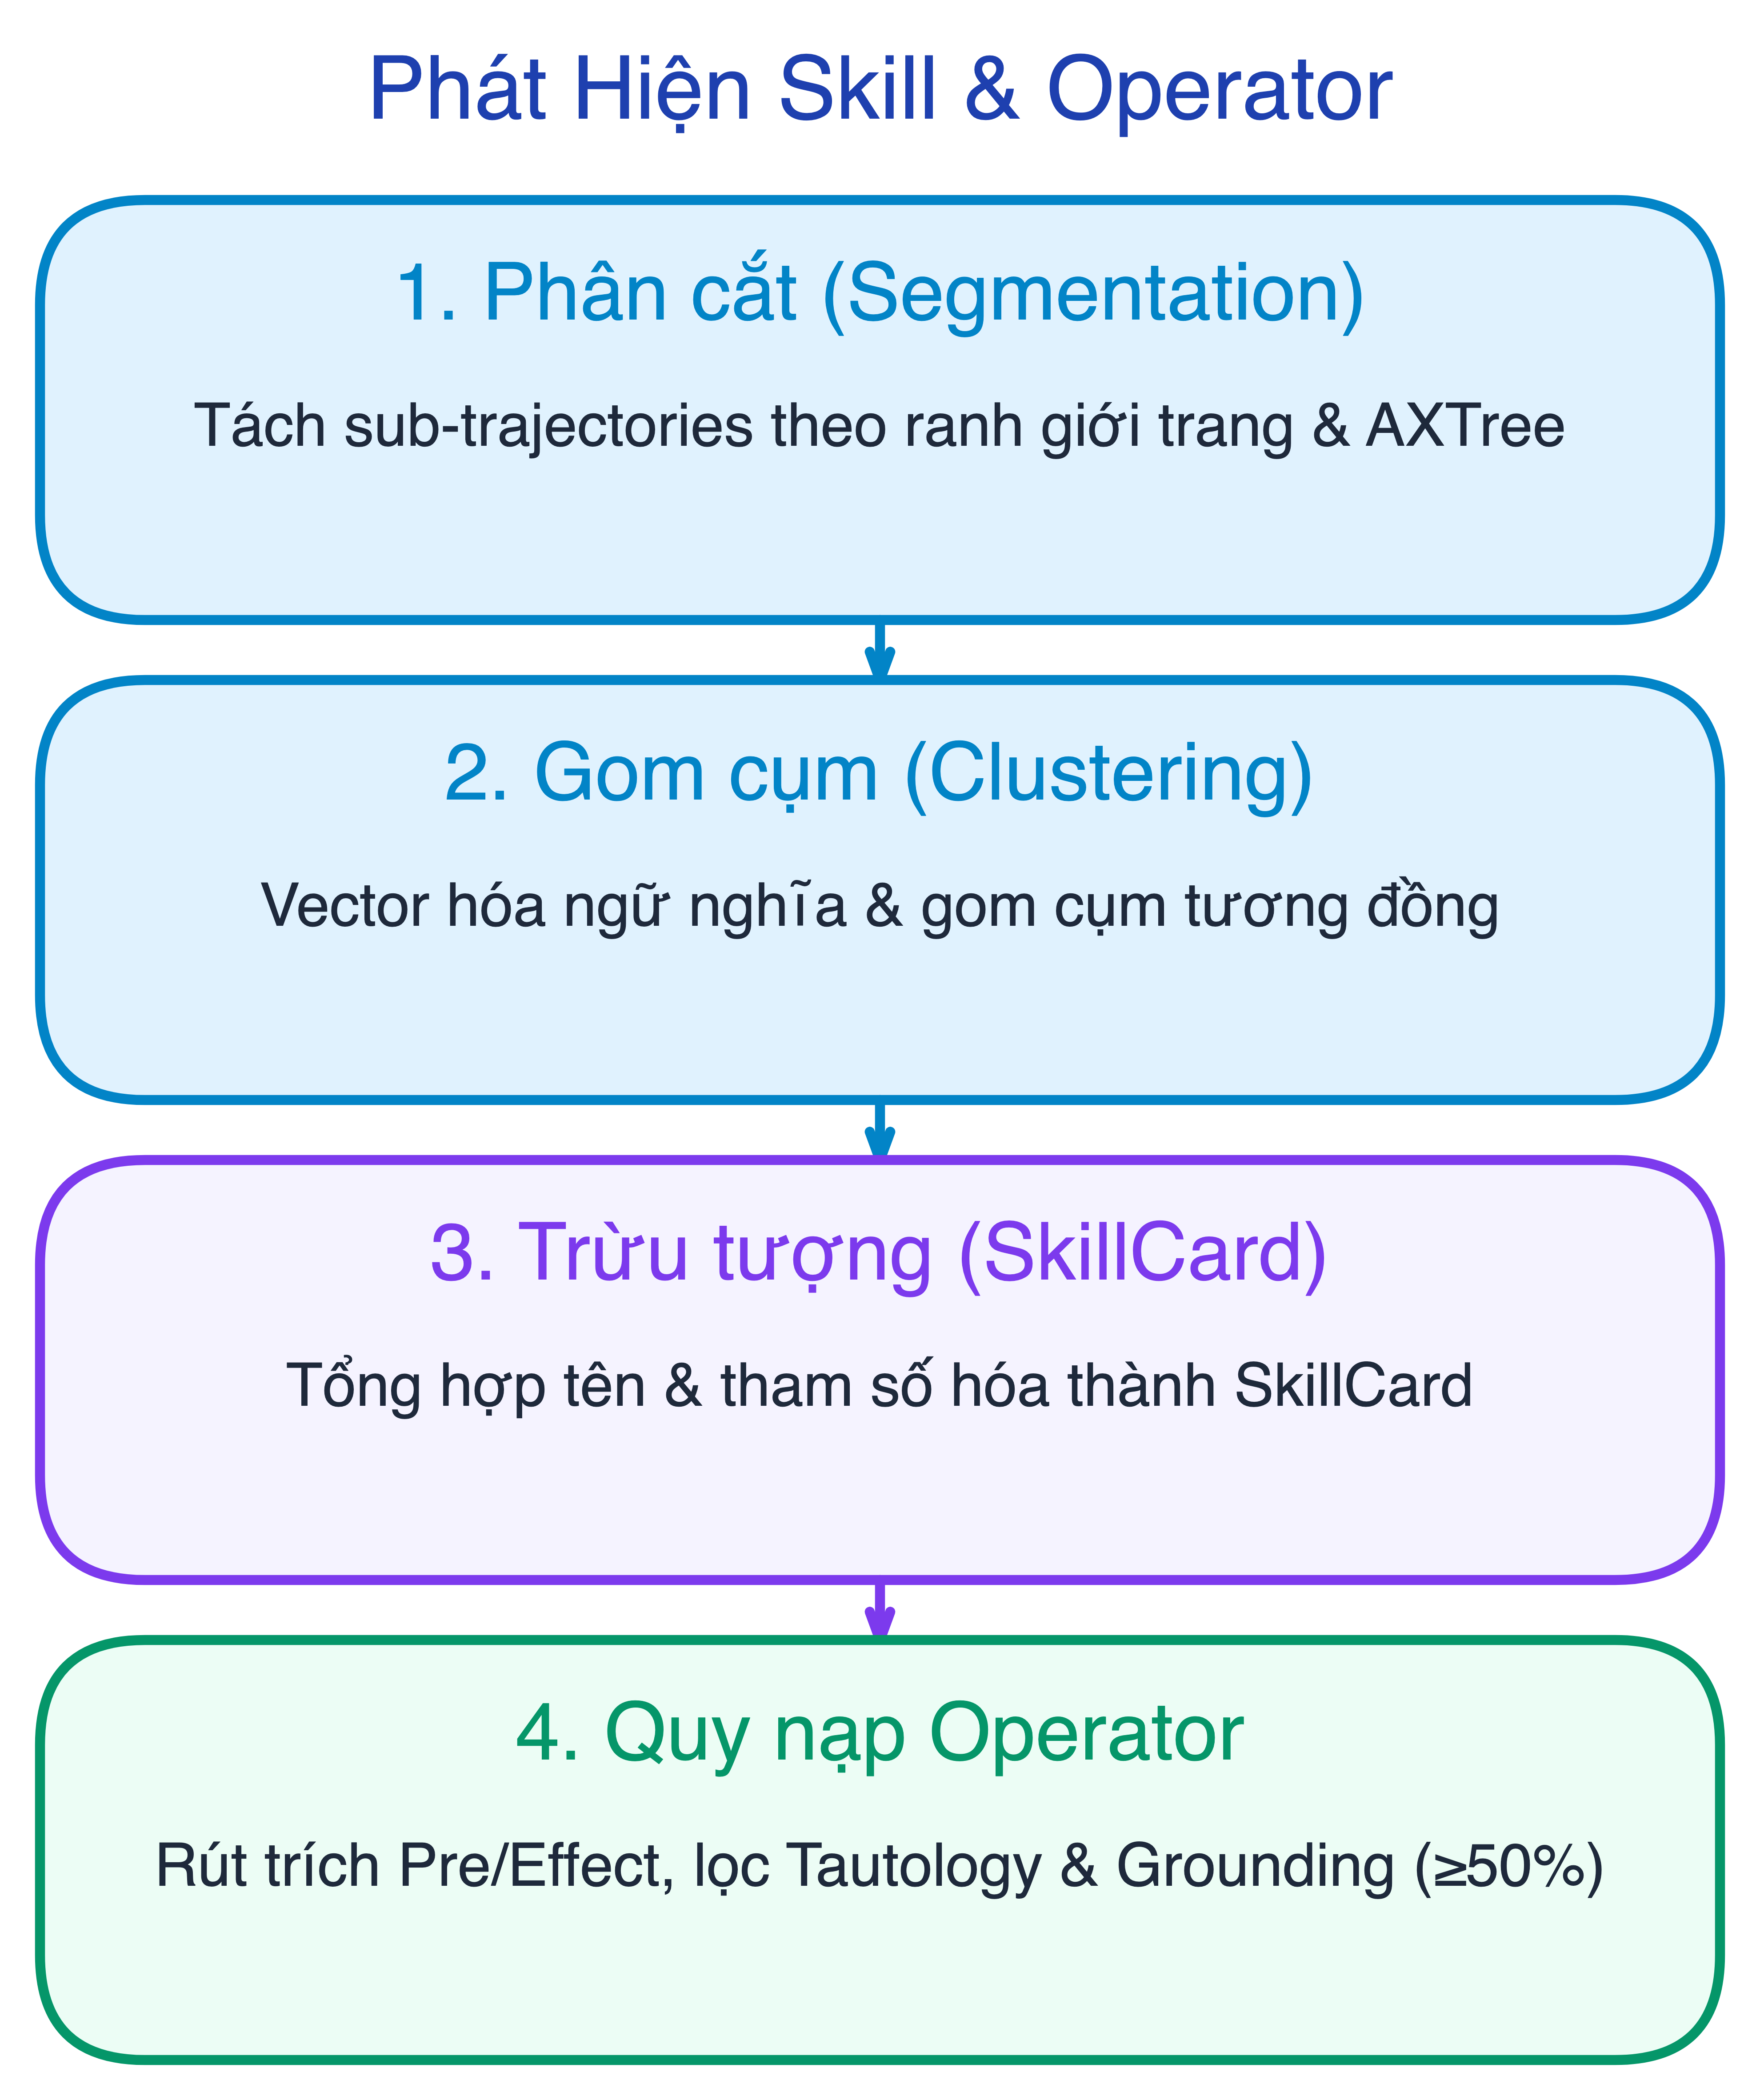 Phát Hiện Skill & Operator
1. Phân cắt (Segmentation)
Tách sub-trajectories theo ranh giới trang & AXTree
2. Gom cụm (Clustering)
Vector hóa ngữ nghĩa & gom cụm tương đồng
3. Trừu tượng (SkillCard)
Tổng hợp tên & tham số hóa thành SkillCard
4. Quy nạp Operator
Rút trích Pre/Effect, lọc Tautology & Grounding (≥50%)